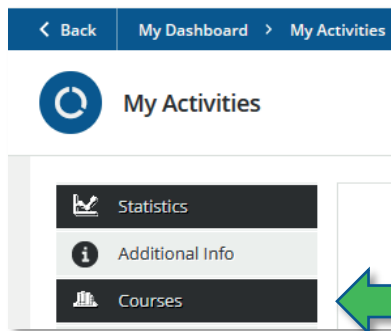 Back My Dashboard > My Activities
My Activities
Statistics
Additional Info
Courses